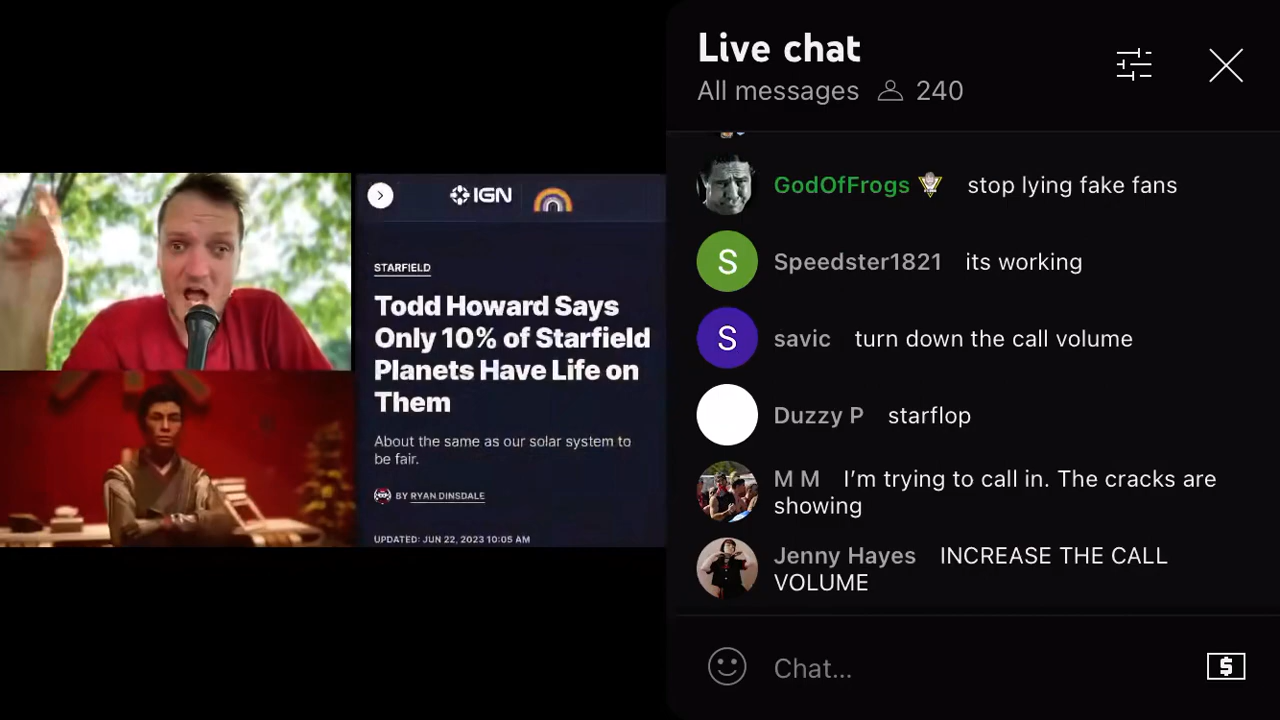 IGN
STARFIELD
Todd Howard Says
Only 10% of Starfield
Planets Have Life on
Them
About the same as our solar system to
be fair.
BY RYAN DINSDALE
UPDATED: JUN 22, 2023 10:05 AM
Live chat
All messages 240
GodOfFrogs stop lying fake fans
S Speedster1821 its working
S savic turn down the call volume
Duzzy P starflop
M M I’m trying to call in. The cracks are
showing
Jenny Hayes INCREASE THE CALL
VOLUME
Chat...
$